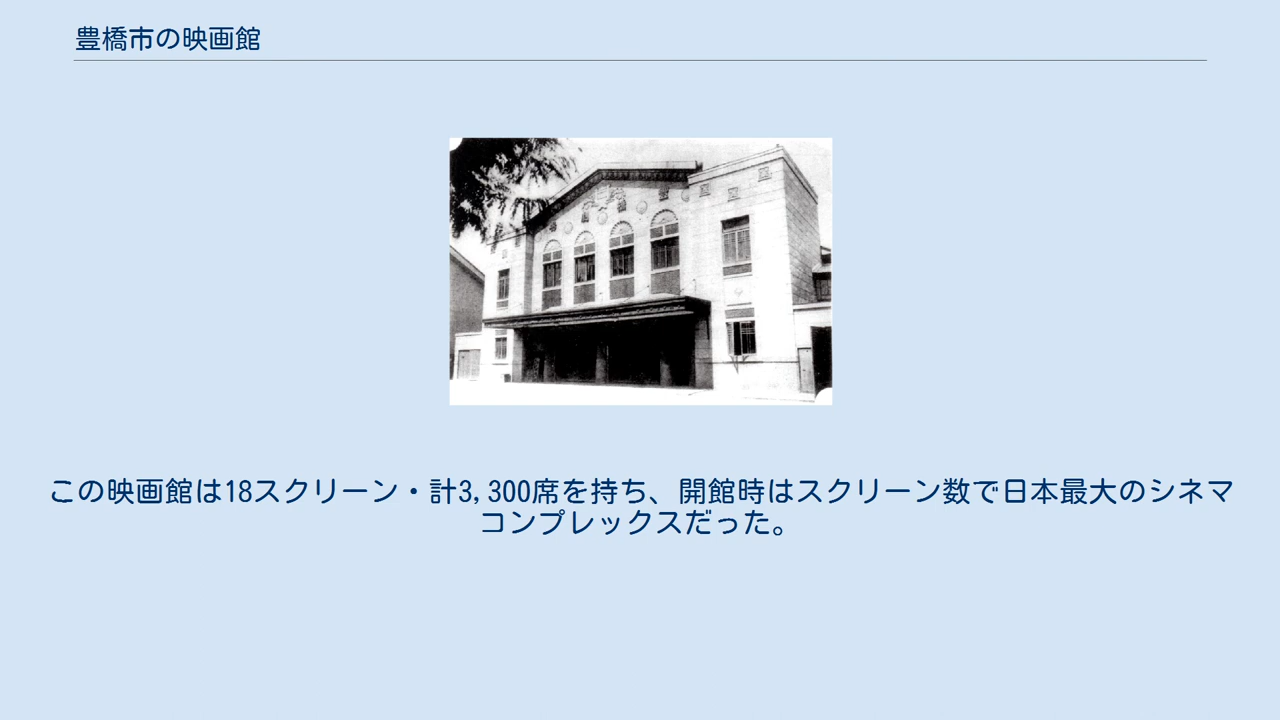 豊橋市の映画館
この映画館は18スクリーン・計3,300席を持ち、開館時はスクリーン数で日本最大のシネマ
コンプレックスだった。